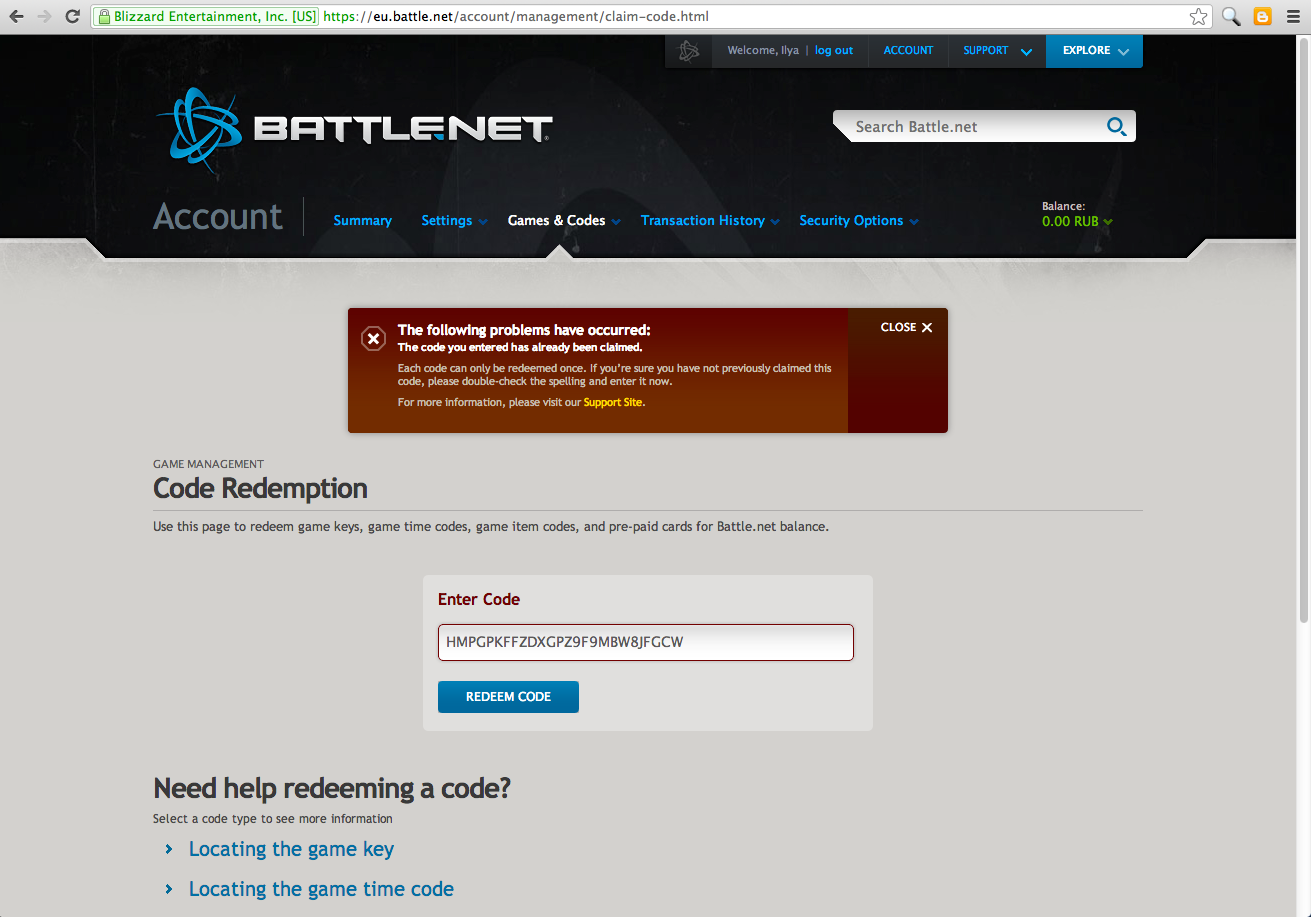 Blizzard Entertainment, Inc. [US] https://eu.battle.net/account/management/claim-code.html
Welcome, Ilya | log out ACCOUNT SUPPORT EXPLORE
BATTLE.NET
Search Battle.net
Account Summary Settings Games & Codes Transaction History Security Options
Balance:
0.00 RUB
The following problems have occurred:
CLOSE
The code you entered has already been claimed.
Each code can only be redeemed once. If you're sure you have not previously claimed this
code, please double-check the spelling and enter it now.
For more information, please visit our Support Site.
GAME MANAGEMENT
Code Redemption
Use this page to redeem game keys, game time codes, game item codes, and pre-paid cards for Battle.net balance.
Enter Code
HMPGPKFFZDXGPZ9F9MBW8JFGCW
REDEEM CODE
Need help redeeming a code?
Select a code type to see more information
Locating the game key
Locating the game time code